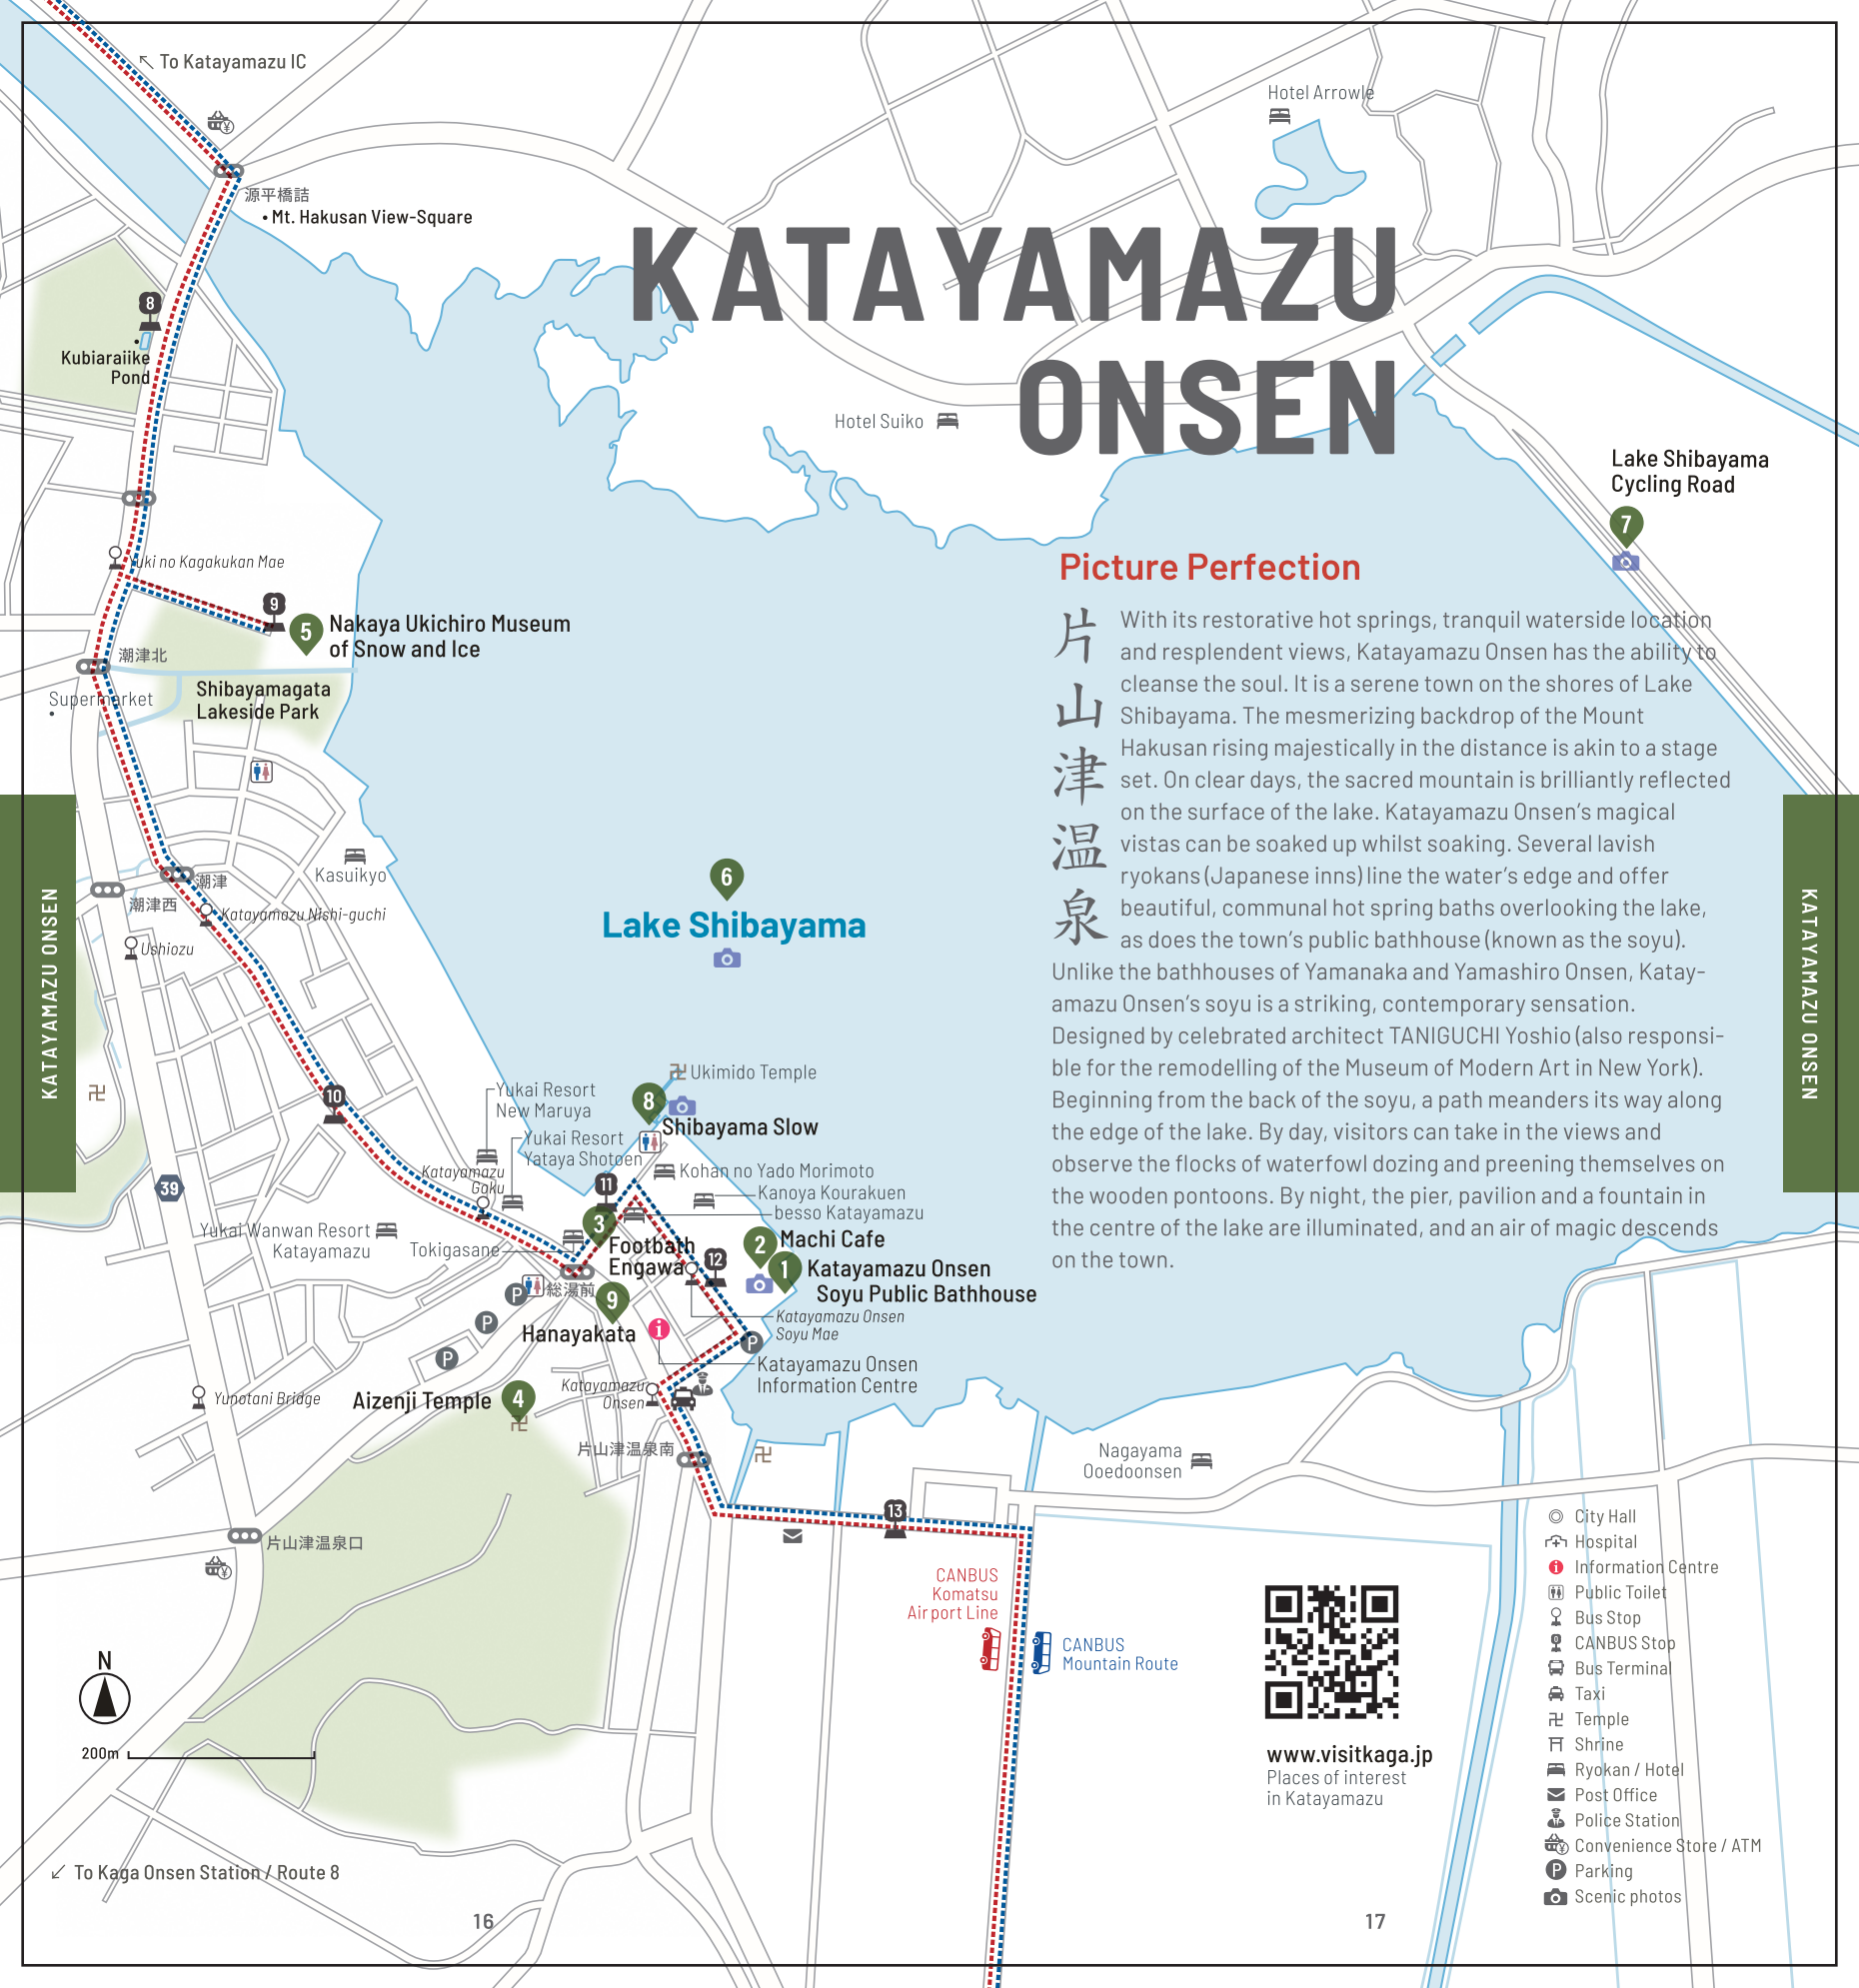 ↖ To Katayamazu IC
源平橋詰
• Mt. Hakusan View-Square
Hotel Arrowle
KATAYAMAZU
ONSEN
8
Kubiaraiike
Pond
Hotel Suiko
Lake Shibayama
Cycling Road
7
Yuki no Kagakukan Mae
9
5
Nakaya Ukichiro Museum
of Snow and Ice
潮津北
Supermarket
Shibayamagata
Lakeside Park
Kasuikyo
潮津
潮津西
Katayamazu Nishi-guchi
Ushiozu
KATAYAMAZU ONSEN
6
Lake Shibayama
Picture Perfection
片山津温泉
With its restorative hot springs, tranquil waterside location
and resplendent views, Katayamazu Onsen has the ability to
cleanse the soul. It is a serene town on the shores of Lake
Shibayama. The mesmerizing backdrop of the Mount
Hakusan rising majestically in the distance is akin to a stage
set. On clear days, the sacred mountain is brilliantly reflected
on the surface of the lake. Katayamazu Onsen's magical
vistas can be soaked up whilst soaking. Several lavish
ryokans (Japanese inns) line the water's edge and offer
beautiful, communal hot spring baths overlooking the lake,
as does the town's public bathhouse (known as the soyu).
Unlike the bathhouses of Yamanaka and Yamashiro Onsen, Katay-
amazu Onsen's soyu is a striking, contemporary sensation.
Designed by celebrated architect TANIGUCHI Yoshio (also responsi-
ble for the remodelling of the Museum of Modern Art in New York).
Beginning from the back of the soyu, a path meanders its way along
the edge of the lake. By day, visitors can take in the views and
observe the flocks of waterfowl dozing and preening themselves on
the wooden pontoons. By night, the pier, pavilion and a fountain in
the centre of the lake are illuminated, and an air of magic descends
on the town.
KATAYAMAZU ONSEN
10
39
Yukai Resort
New Maruya
Yukai Resort
Yataya Shotoen
Ukimido Temple
8
Shibayama Slow
Kohan no Yado Morimoto
Kanoya Kourakuen
besso Katayamazu
Katayamazu
Goku
11
3
Footbath
Engawa
12
2
Machi Cafe
1
Katayamazu Onsen
Soyu Public Bathhouse
Katayamazu Onsen
Soyu Mae
Yukai Wanwan Resort
Katayamazu
Tokigasane
総湯前
P
P
P
P
9
Hanayakata
i
Katayamazu Onsen
Information Centre
Katayamazu
Onsen
Yunotani Bridge
Aizenji Temple
4
片山津温泉南
片山津温泉口
13
Nagayama
Ooedoonsen
CANBUS
Komatsu
Airport Line
CANBUS
Mountain Route
www.visitkaga.jp
Places of interest
in Katayamazu
City Hall
Hospital
Information Centre
Public Toilet
Bus Stop
CANBUS Stop
Bus Terminal
Taxi
Temple
Shrine
Ryokan / Hotel
Post Office
Police Station
Convenience Store / ATM
P Parking
Scenic photos
N
200m
↙ To Kaga Onsen Station / Route 8
16
17